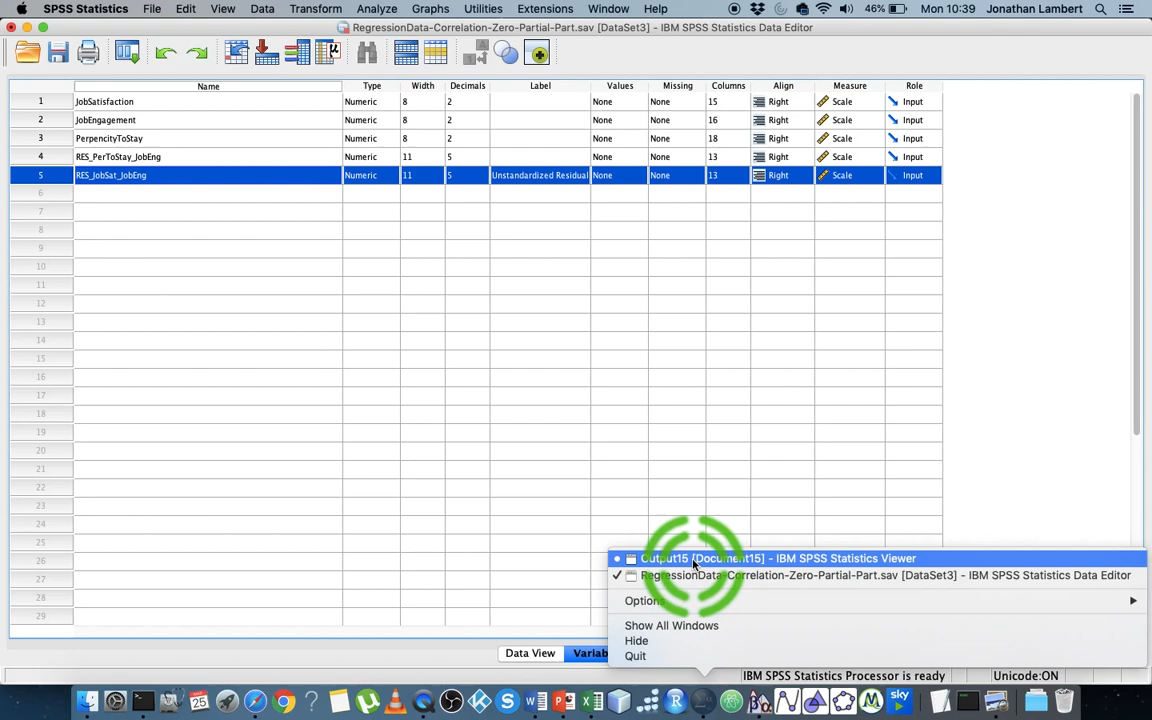 SPSS Statistics File Edit View Data Transform Analyze Graphs Utilities Extensions Window Help 46% Mon 10:39 Jonathan Lambert
RegressionData-Correlation-Zero-Partial-Part.sav [DataSet3] - IBM SPSS Statistics Data Editor
Name Type Width Decimals Label Values Missing Columns Align Measure Role
1 JobSatisfaction Numeric 8 2 None None 15 Right Scale Input
2 JobEngagement Numeric 8 2 None None 16 Right Scale Input
3 PerpencityToStay Numeric 8 2 None None 18 Right Scale Input
4 RES_PerToStay_JobEng Numeric 11 5 None None 13 Right Scale Input
5 RES_JobSat_JobEng Numeric 11 5 Unstandardized Residual None None 13 Right Scale Input
6
7
8
9
10
11
12
13
14
15
16
17
18
19
20
21
22
23
24
25
26
27
28
29
Output15 [Document15] - IBM SPSS Statistics Viewer
RegressionData-Correlation-Zero-Partial-Part.sav [DataSet3] - IBM SPSS Statistics Data Editor
Options
Show All Windows
Hide
Quit
Data View Variab
IBM SPSS Statistics Processor is ready Unicode:ON
sky